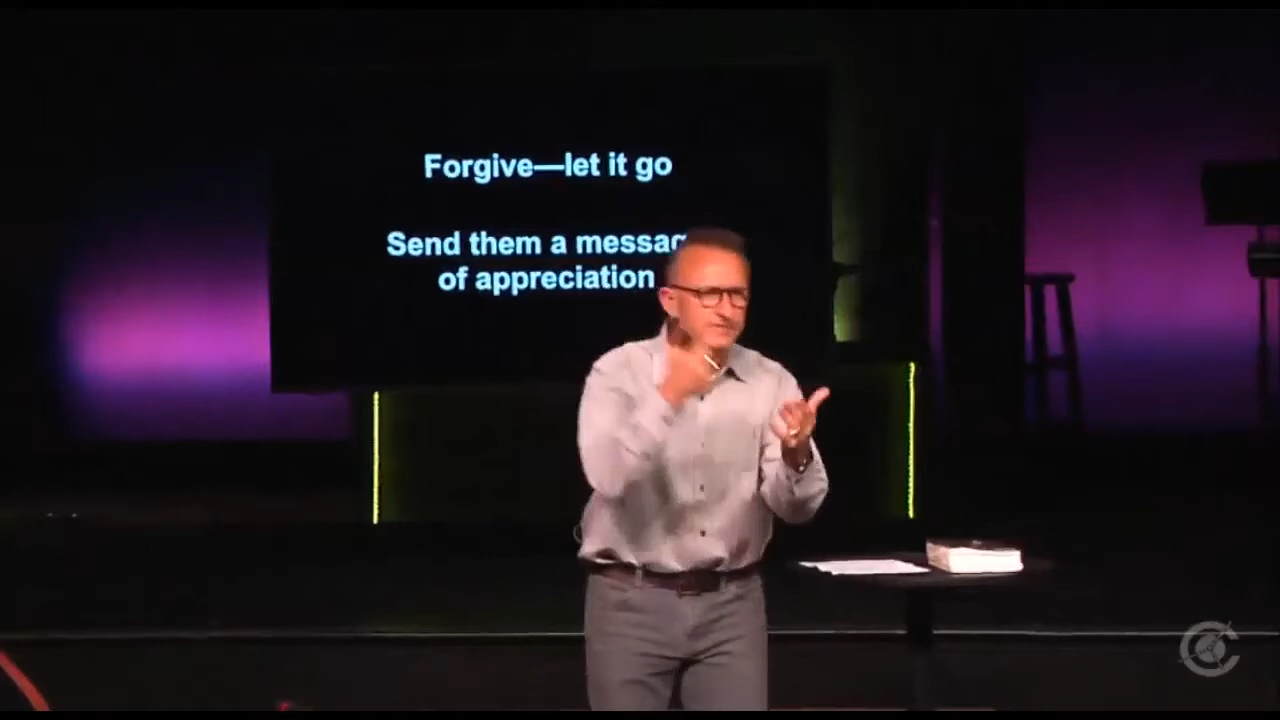 Forgive—let it go
Send them a messag
of appreciation